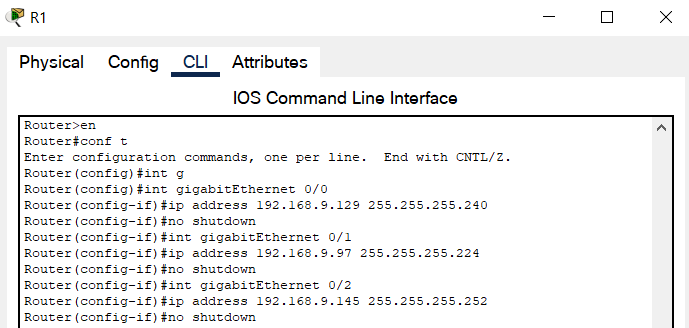 R1
Physical Config CLI Attributes
IOS Command Line Interface
Router>en
Router#conf t
Enter configuration commands, one per line.  End with CNTL/Z.
Router(config)#int g
Router(config)#int gigabitEthernet 0/0
Router(config-if)#ip address 192.168.9.129 255.255.255.240
Router(config-if)#no shutdown
Router(config-if)#int gigabitEthernet 0/1
Router(config-if)#ip address 192.168.9.97 255.255.255.224
Router(config-if)#no shutdown
Router(config-if)#int gigabitEthernet 0/2
Router(config-if)#ip address 192.168.9.145 255.255.255.252
Router(config-if)#no shutdown